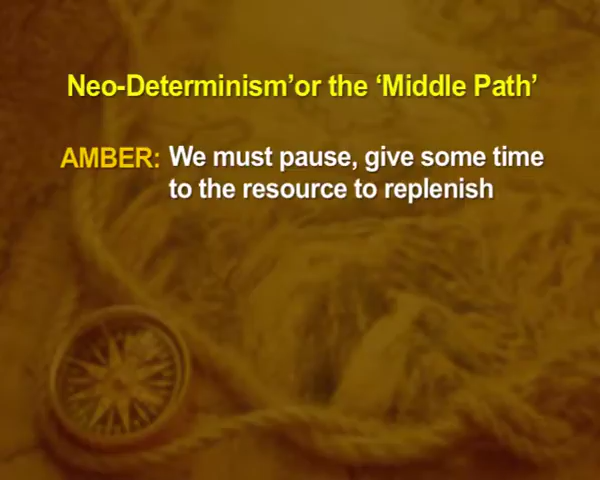 Neo-Determinism’or the ‘Middle Path’
AMBER: We must pause, give some time
to the resource to replenish